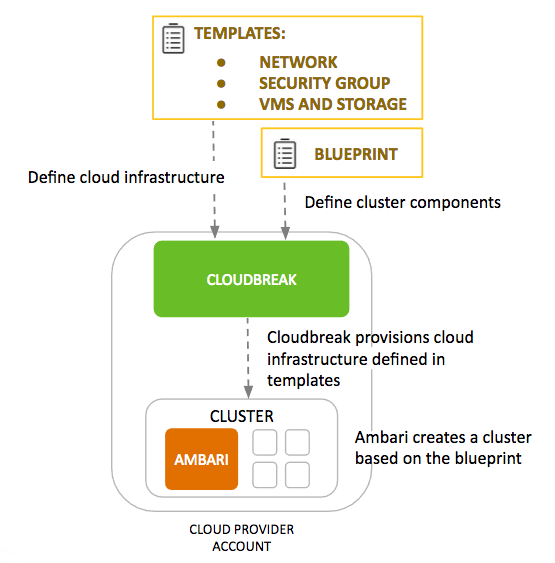 TEMPLATES:
● NETWORK
● SECURITY GROUP
● VMS AND STORAGE
BLUEPRINT
Define cloud infrastructure
Define cluster components
CLOUDBREAK
Cloudbreak provisions cloud
infrastructure defined in
templates
CLUSTER
AMBARI
Ambari creates a cluster
based on the blueprint
CLOUD PROVIDER
ACCOUNT